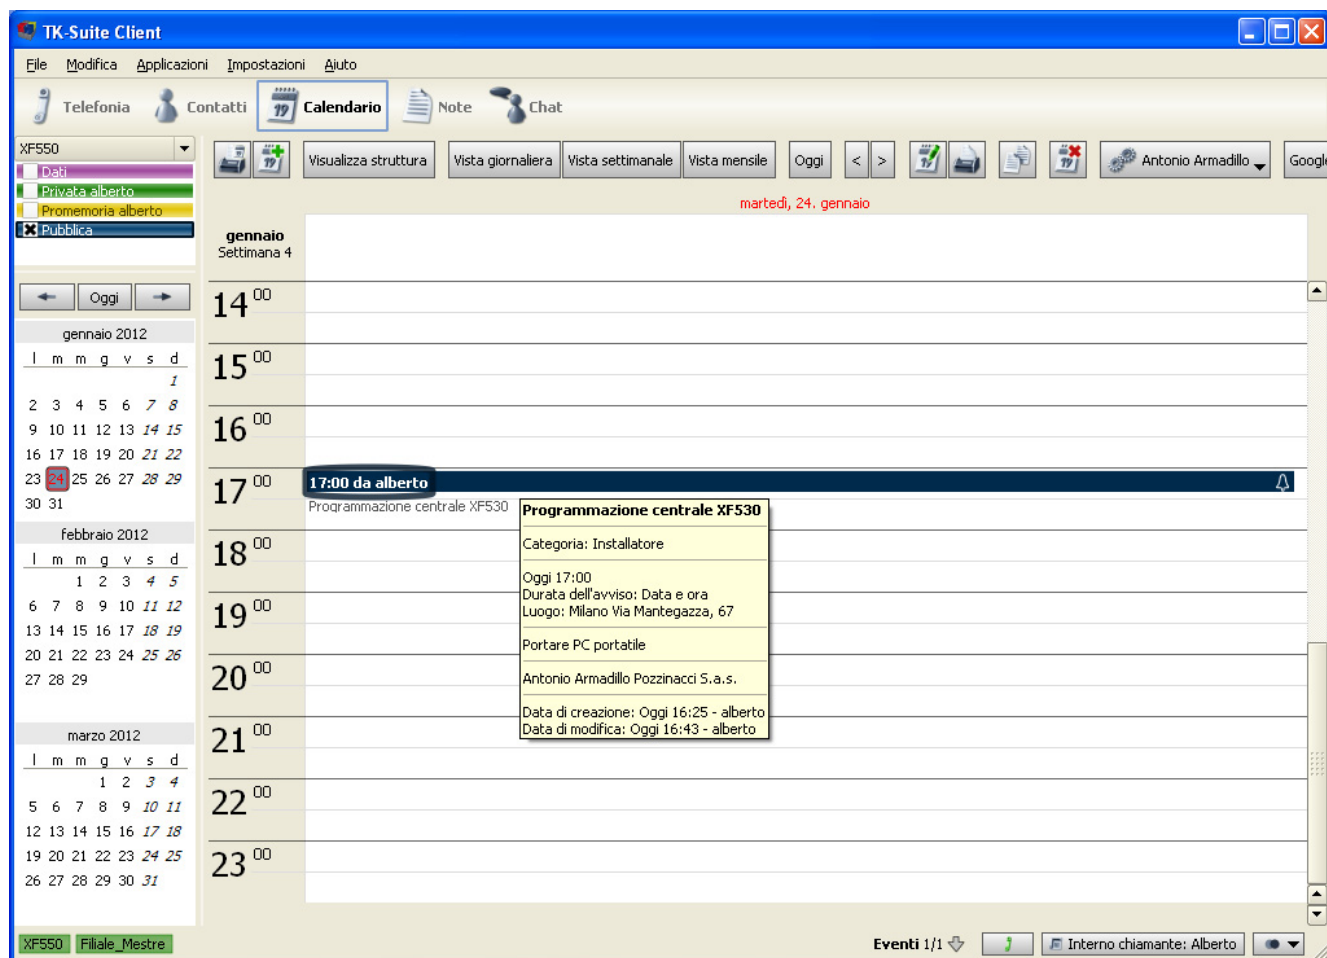 TK-Suite Client
File Modifica Applicazioni Impostazioni Aiuto
Telefonia Contatti 19 Calendario Note Chat
XF550
Dati
Privata alberto
Promemoria alberto
Pubblica
Visualizza struttura Vista giornaliera Vista settimanale Vista mensile Oggi < > Antonio Armadillo Google
martedì, 24. gennaio
gennaio
Settimana 4
Oggi
gennaio 2012
l m m g v s d
1
2 3 4 5 6 7 8
9 10 11 12 13 14 15
16 17 18 19 20 21 22
23 24 25 26 27 28 29
30 31
febbraio 2012
l m m g v s d
1 2 3 4 5
6 7 8 9 10 11 12
13 14 15 16 17 18 19
20 21 22 23 24 25 26
27 28 29
marzo 2012
l m m g v s d
1 2 3 4
5 6 7 8 9 10 11
12 13 14 15 16 17 18
19 20 21 22 23 24 25
26 27 28 29 30 31
14 00
15 00
16 00
17 00
17:00 da alberto
Programmazione centrale XF530
18 00
19 00
20 00
21 00
22 00
23 00
Programmazione centrale XF530
Categoria: Installatore
Oggi 17:00
Durata dell'avviso: Data e ora
Luogo: Milano Via Mantegazza, 67
Portare PC portatile
Antonio Armadillo Pozzinacci S.a.s.
Data di creazione: Oggi 16:25 - alberto
Data di modifica: Oggi 16:43 - alberto
XF550 Filiale_Mestre
Eventi 1/1 Interno chiamante: Alberto